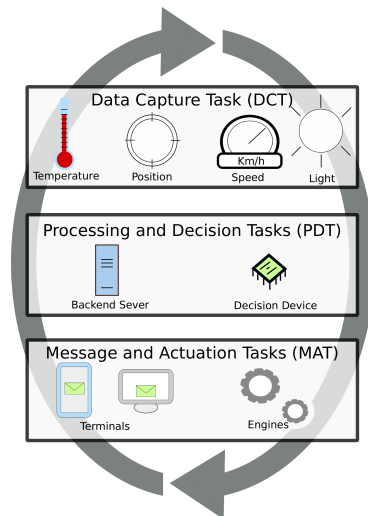 Data Capture Task (DCT)
Km/h
Temperature
Position
Speed
Light
Processing and Decision Tasks (PDT)
Backend Sever
Decision Device
Message and Actuation Tasks (MAT)
Terminals
Engines